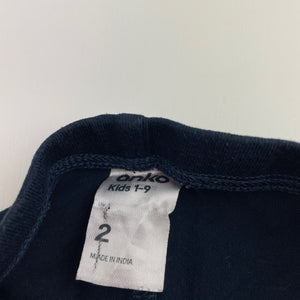 anko
Kids 1-9
2
MADE IN INDIA